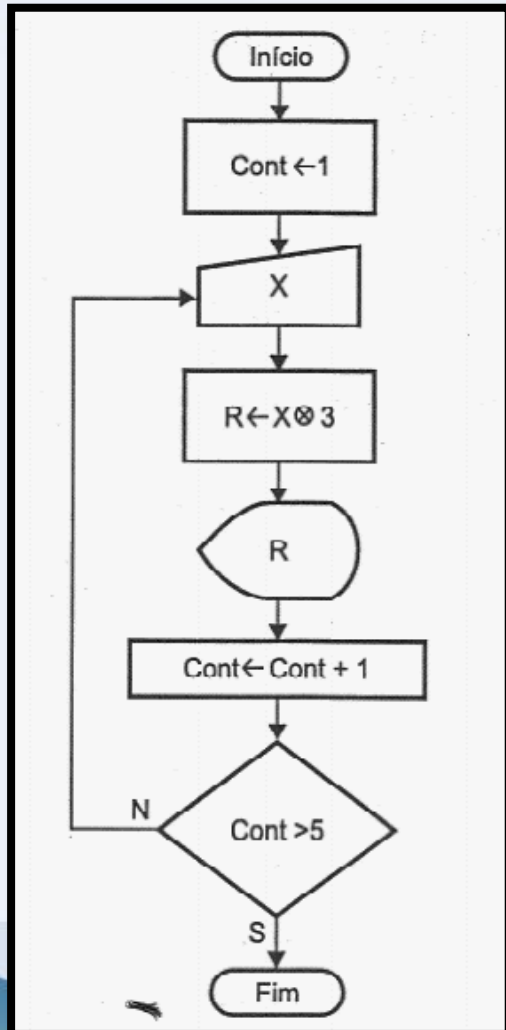 Início
Cont ←1
X
R←X⊗3
R
Cont← Cont + 1
Cont >5
N
S
Fim